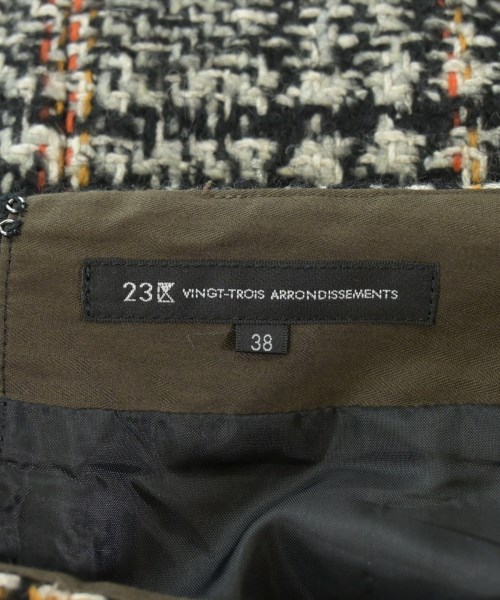 23区 VINGT-TROIS ARRONDISSEMENTS
38